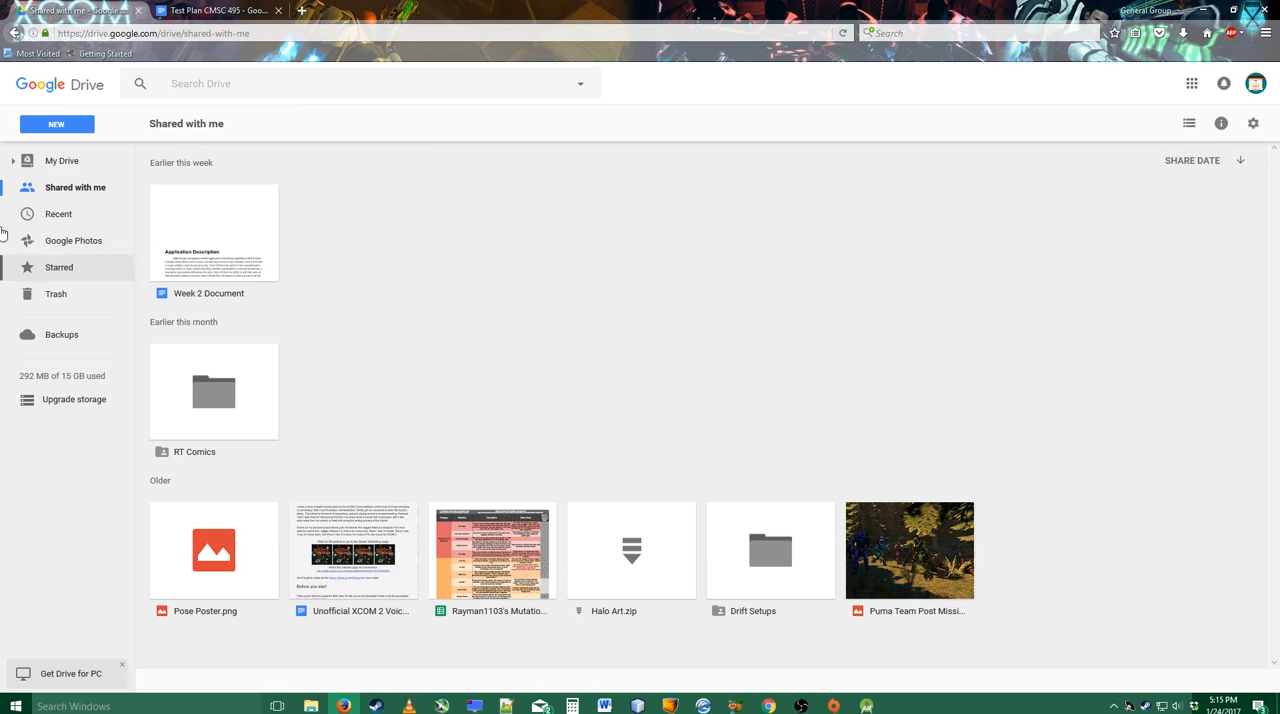 Shared with me - Google
Test Plan CMSC 495 - Goo...
General Group
https://drive.google.com/drive/shared-with-me
Search
Most Visited
Getting Started
Google Drive
Search Drive
NEW
Shared with me
My Drive
Shared with me
Recent
Google Photos
Starred
Trash
Backups
292 MB of 15 GB used
Upgrade storage
Get Drive for PC
SHARE DATE
Earlier this week
Application Description
Week 2 Document
Earlier this month
RT Comics
Older
Before you start
Pose Poster.png
Unofficial XCOM 2 Voic...
Rayman1103's Mutatio...
Halo Art.zip
Drift Setups
Puma Team Post Missi...
Search Windows
5:15 PM
1/24/2017